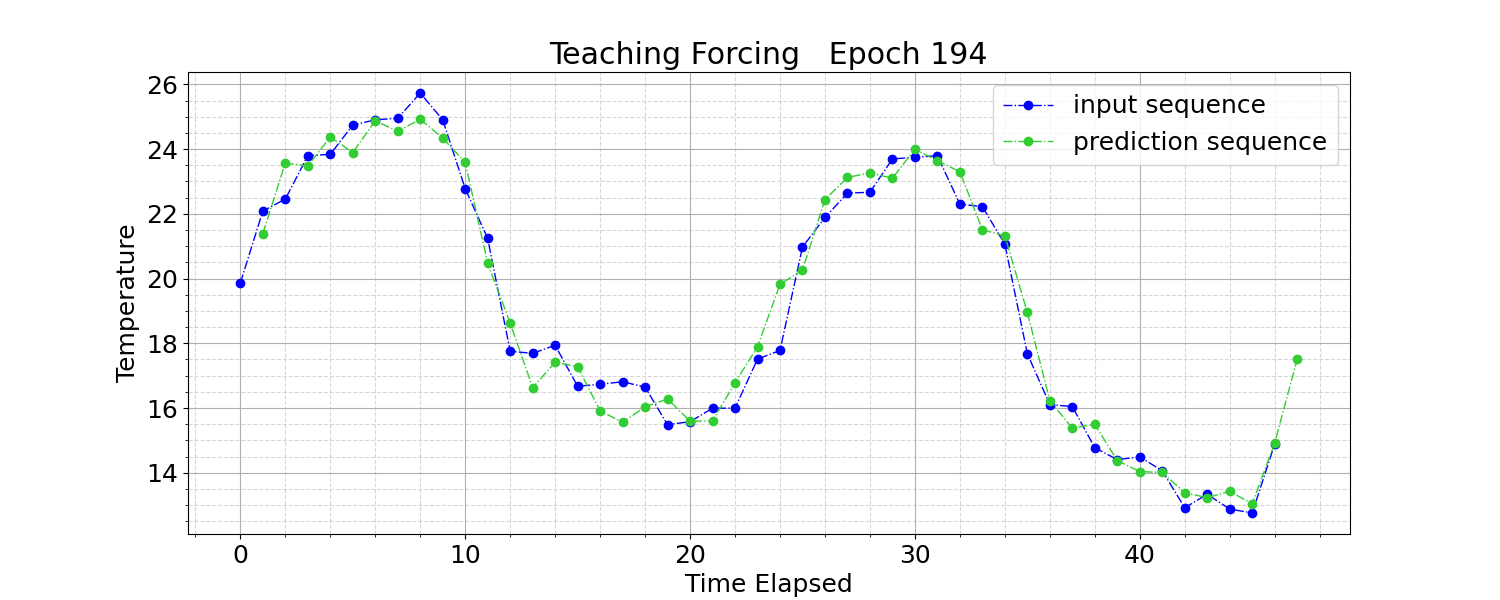 Teaching Forcing   Epoch 194
26
24
22
20
18
16
14
Temperature
input sequence
prediction sequence
0 10 20 30 40
Time Elapsed